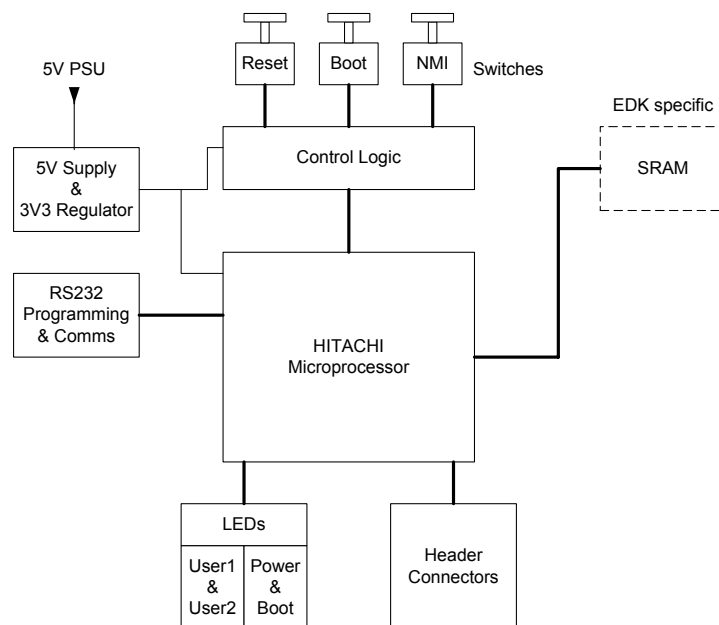 Reset
Boot
NMI
Switches
5V PSU
EDK specific
Control Logic
SRAM
5V Supply
&
3V3 Regulator
RS232
Programming
& Comms
HITACHI
Microprocessor
LEDs
User1
&
User2
Power
&
Boot
Header
Connectors